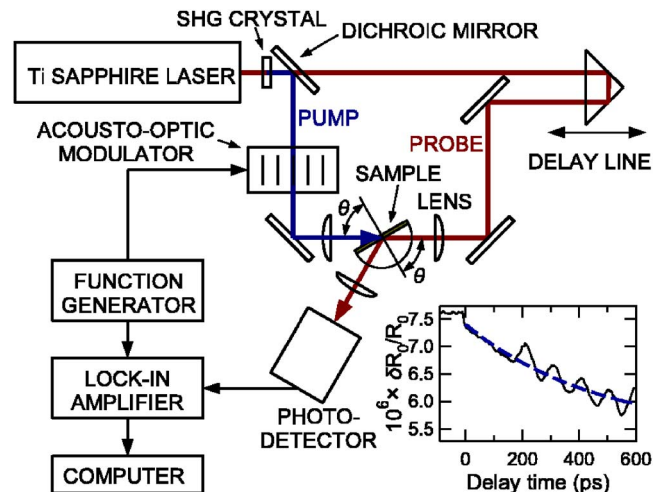 SHG CRYSTAL
DICHROIC MIRROR
Ti SAPPHIRE LASER
PUMP
PROBE
ACOUSTO-OPTIC
MODULATOR
DELAY LINE
SAMPLE
LENS
θ
θ
FUNCTION
GENERATOR
LOCK-IN
AMPLIFIER
COMPUTER
PHOTO-
DETECTOR
10⁶× δR₀/R₀
7.5
7.0
6.5
6.0
5.5
0 200 400 600
Delay time (ps)